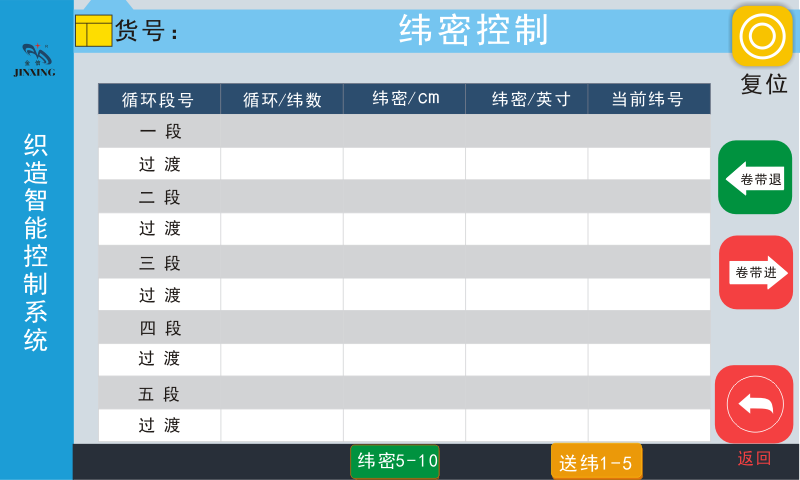 货号：
纬密控制
复位
JINXING
织造智能控制系统
循环段号 循环/纬数 纬密/cm 纬密/英寸 当前纬号
一 段
过 渡
二 段
过 渡
三 段
过 渡
四 段
过 渡
五 段
过 渡
卷带退
卷带进
返回
纬密5-10
送纬1-5